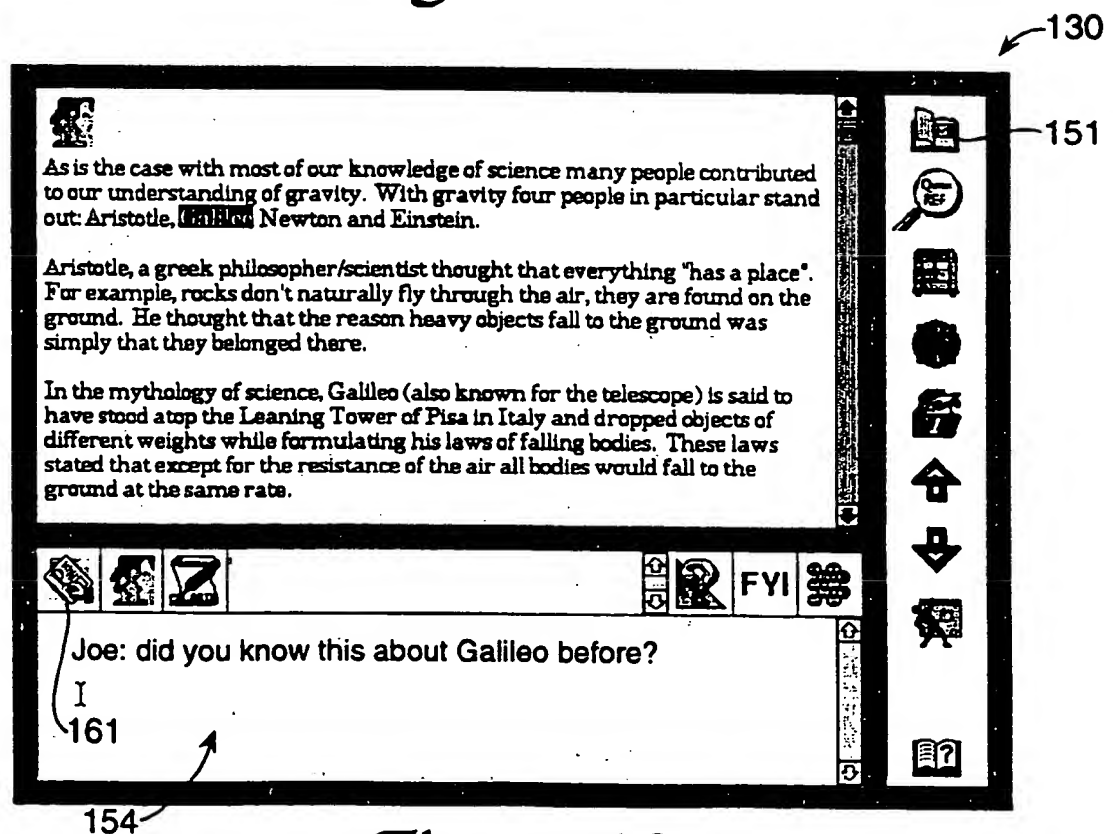 130
151
As is the case with most of our knowledge of science many people contributed
to our understanding of gravity. With gravity four people in particular stand
out: Aristotle, Galileo Newton and Einstein.
Aristotle, a greek philosopher/scientist thought that everything "has a place".
For example, rocks don't naturally fly through the air, they are found on the
ground. He thought that the reason heavy objects fall to the ground was
simply that they belonged there.
In the mythology of science, Galileo (also known for the telescope) is said to
have stood atop the Leaning Tower of Pisa in Italy and dropped objects of
different weights while formulating his laws of falling bodies. These laws
stated that except for the resistance of the air all bodies would fall to the
ground at the same rate.
REF
FYI
Joe: did you know this about Galileo before?
161
154